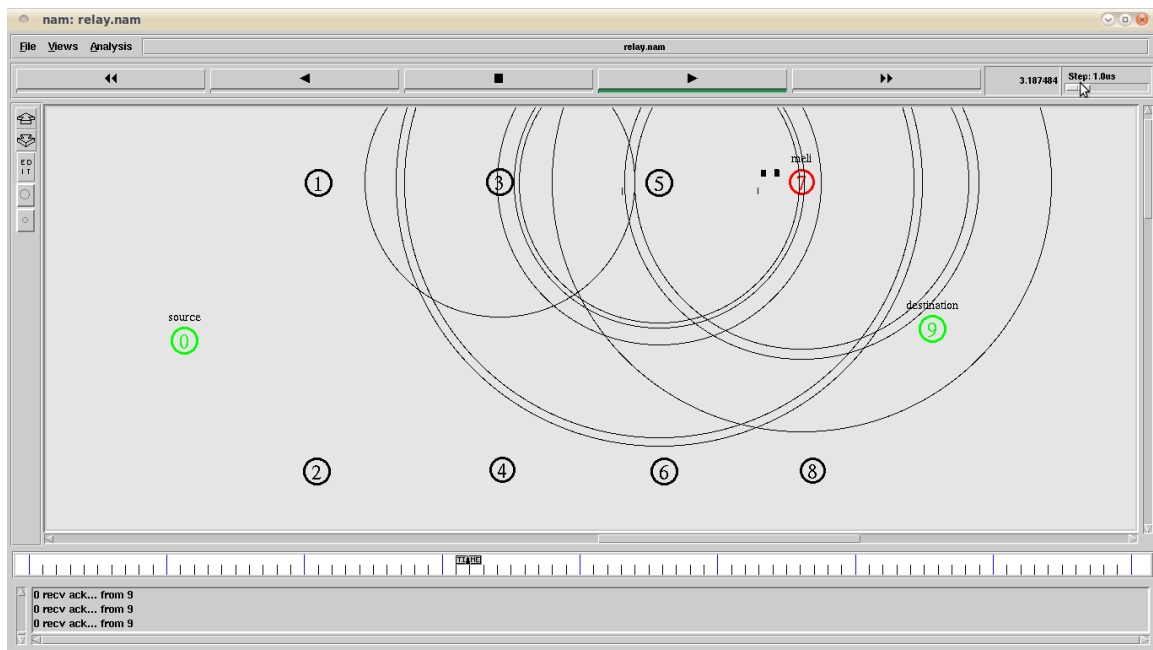 nam: relay.nam
File Views Analysis relay.nam
3.187484 Step: 1.0us
ED
IT
meli
1 3 5 7
source destination
0 9
2 4 6 8
TIME
0 recv ack... from 9
0 recv ack... from 9
0 recv ack... from 9